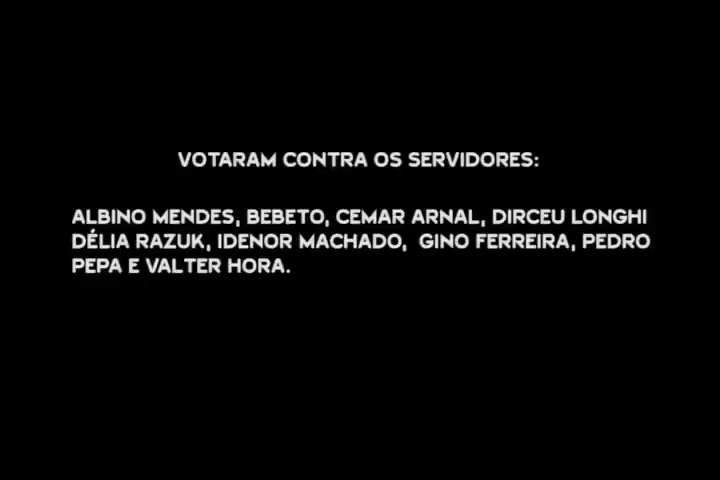 VOTARAM CONTRA OS SERVIDORES:
ALBINO MENDES, BEBETO, CEMAR ARNAL, DIRCEU LONGHI
DÉLIA RAZUK, IDENOR MACHADO, GINO FERREIRA, PEDRO
PEPA E VALTER HORA.